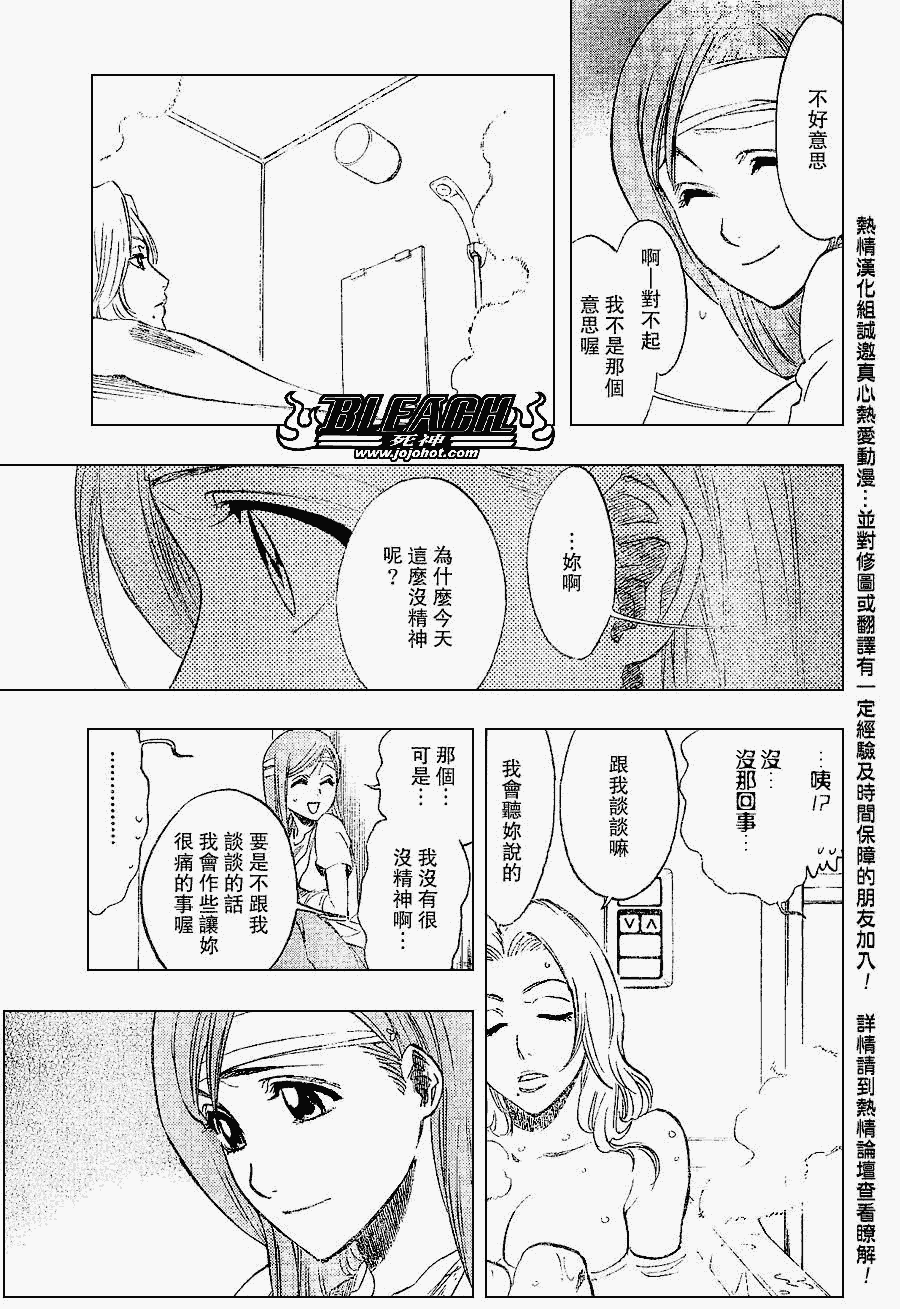 不好意思
啊—對不起
我不是那個
意思喔
BLEACH
死神
www.jojohot.com
…妳啊
為什麼今天
這麼沒精神
呢？
…咦!?
沒…
沒那回事…
跟我談談嘛
我會聽妳說的
那個…
可是…
我沒有很
沒精神啊…
要是不跟我
談談的話
我會作些讓妳
很痛的事喔
…………
熱情漢化組誠邀真心熱愛動漫…並對修圖或翻譯有一定經驗及時間保障的朋友加入！ 詳情請到熱情論壇查看瞭解！